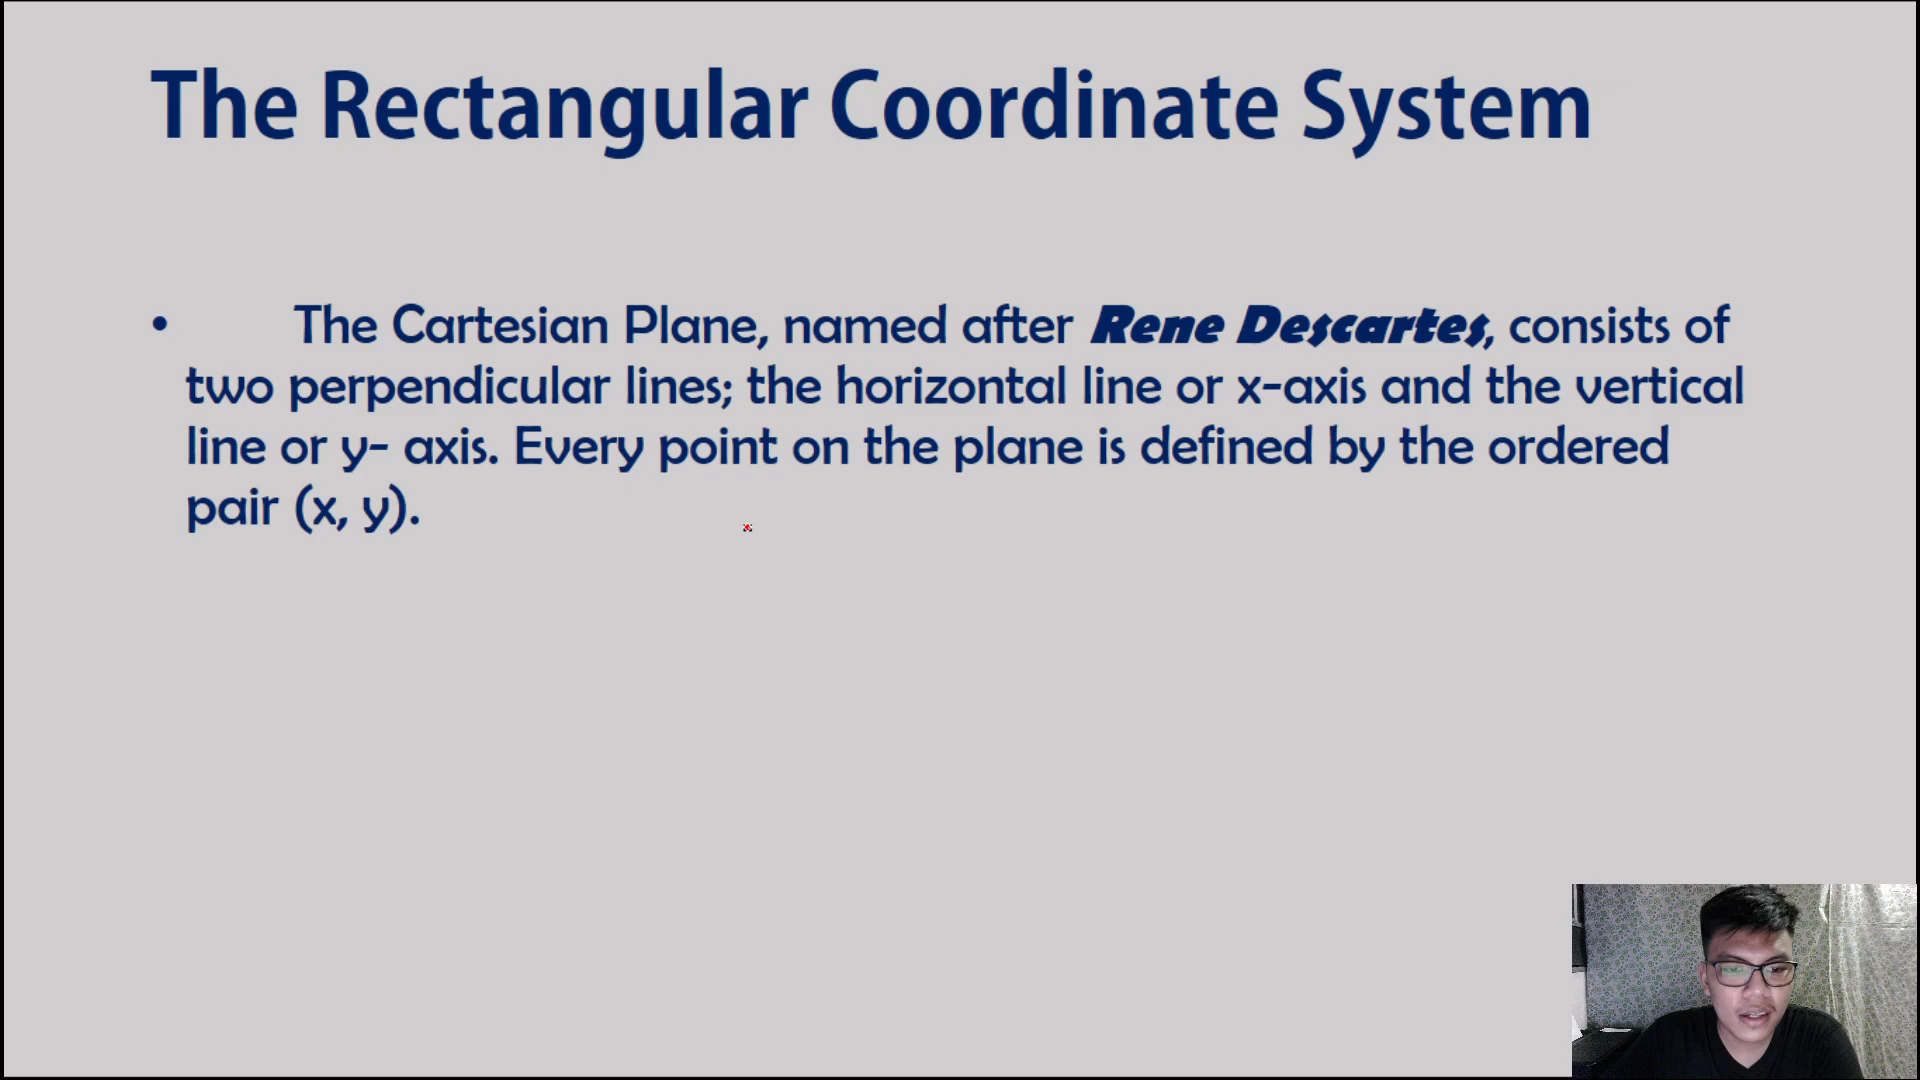 The Rectangular Coordinate System
• The Cartesian Plane, named after Rene Descartes, consists of
two perpendicular lines; the horizontal line or x-axis and the vertical
line or y- axis. Every point on the plane is defined by the ordered
pair (x, y).